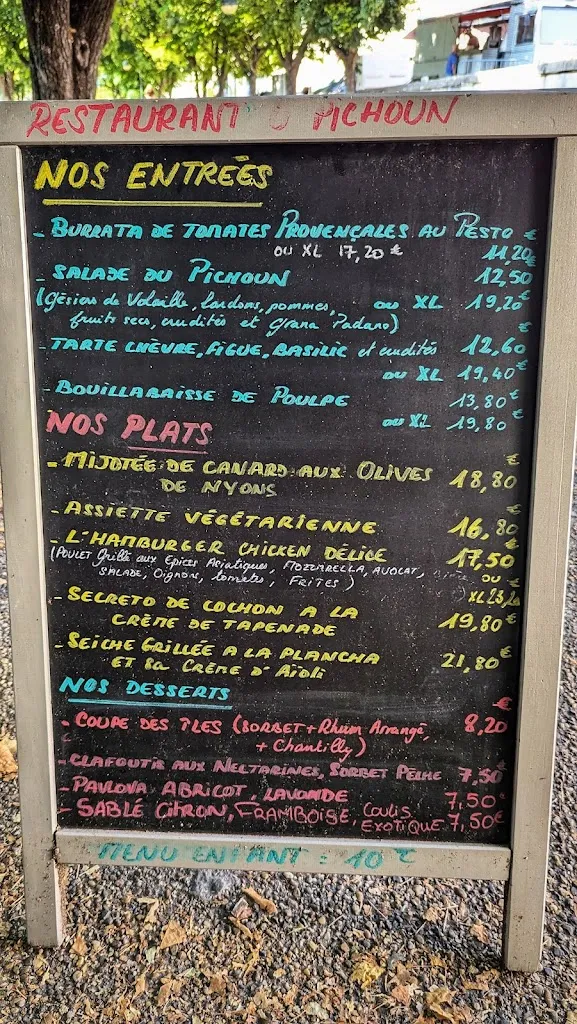 RESTAURANT Ô PICHOUN
NOS ENTREÉS
- BURRATA DE TOMATES PROVENÇALES AU PESTO €
OU XL 17,20 € 11,20
- SALADE DU PICHOUN 12,50 €
(Gésiers de Volaille, lardons, pommes, ou XL 19,20 €
fruits secs, crudités et Grana Padano)
- TARTE CHÈVRE, FIGUE, BASILIC et crudités 12,60 €
ou XL 19,40 €
- BOUILLABAISSE DE POULPE 13,80 €
ou XL 19,80 €
NOS PLATS
- MIJOTÉE DE CANARD AUX OLIVES 18,80 €
DE NYONS
- ASSIETTE VÉGÉTARIENNE 16,80 €
- L'HAMBURGER CHICKEN DÉLICE 17,50 €
(POULET Grillé aux Epices Asiatiques, MOZZARELLA, AVOCAT, OU
SALADE, Oignons, tomates, FRITES) XL 23,20 €
- SECRETO DE COCHON A LA
CRÈME DE TAPENADE 19,80 €
- SEICHE GRILLÉE A LA PLANCHA
ET Sa CRÈME D'AÏOLI 21,80 €
NOS DESSERTS
- COUPE DES ÎLES (SORBET + Rhum Arrangé, 8,20 €
+ Chantilly)
- CLAFOUTIS AUX NECTARINES, SORBET PÊCHE 7,50 €
- PAVLOVA ABRICOT, LAVANDE 7,50 €
- SABLÉ CITRON, FRAMBOISE, Coulis
EXOTIQUE 7,50 €
MENU ENFANT : 10 €